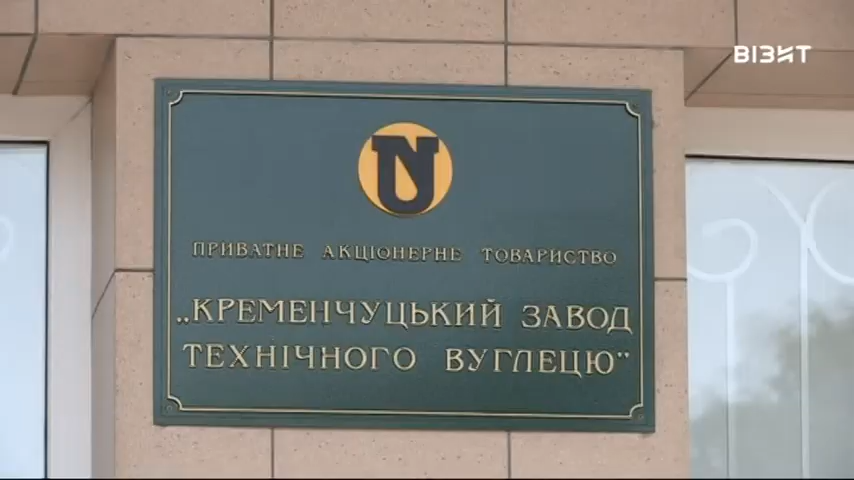 ВІЗИТ
ПРИВАТНЕ АКЦІОНЕРНЕ ТОВАРИСТВО
„КРЕМЕНЧУЦЬКИЙ ЗАВОД
ТЕХНІЧНОГО ВУГЛЕЦЮ"